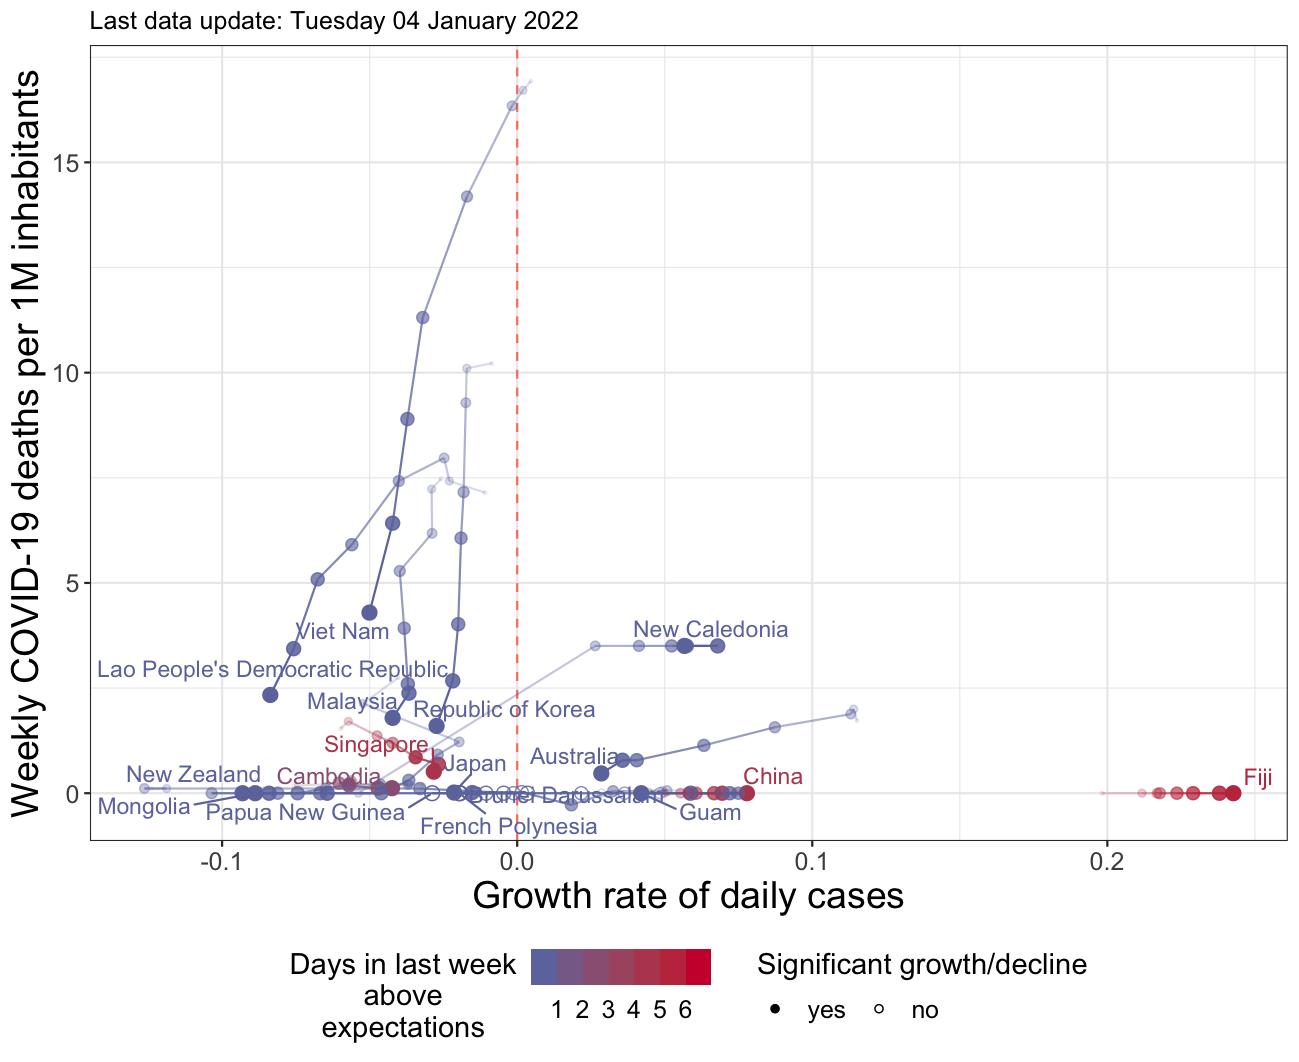 Last data update: Tuesday 04 January 2022
Weekly COVID-19 deaths per 1M inhabitants
15
10
5
0
Viet Nam
New Caledonia
Lao People's Democratic Republic
Malaysia
Republic of Korea
Singapore
Australia
Japan
New Zealand
Cambodia
China
Fiji
Mongolia
Papua New Guinea
Brunei Darussalam
Guam
French Polynesia
-0.1 0.0 0.1 0.2
Growth rate of daily cases
Days in last week
above
expectations
1 2 3 4 5 6
Significant growth/decline
yes no